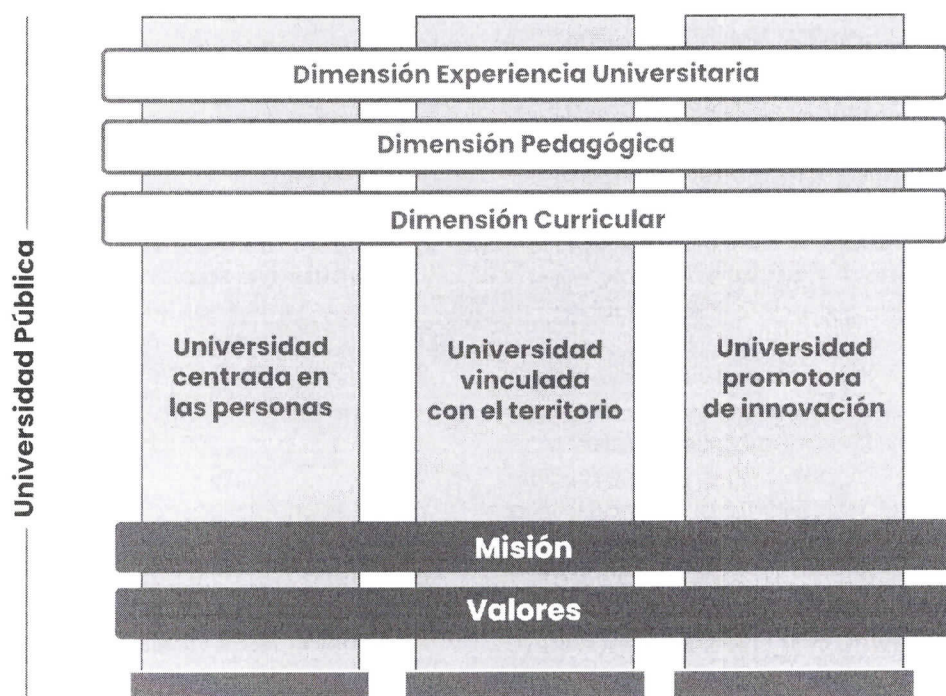 Universidad Pública
Dimensión Experiencia Universitaria
Dimensión Pedagógica
Dimensión Curricular
Universidad
centrada en
las personas
Universidad
vinculada
con el territorio
Universidad
promotora
de innovación
Misión
Valores